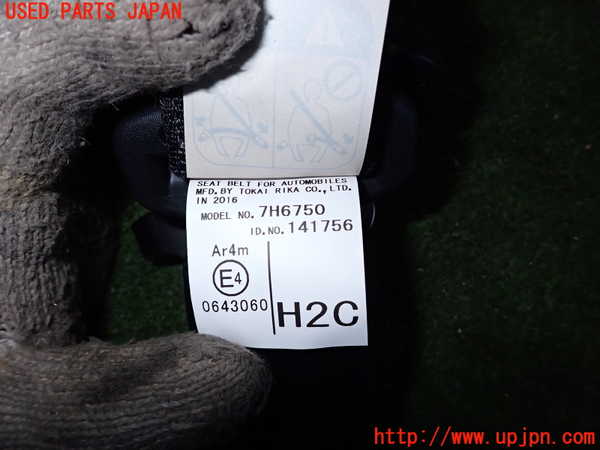 USED PARTS JAPAN
SEAT BELT FOR AUTOMOBILES
MFD. BY TOKAI RIKA CO., LTD.
IN 2016
MODEL NO. 7H6750
ID.NO. 141756
Ar4m
E4
0643060
H2C
http://www.upjpn.com